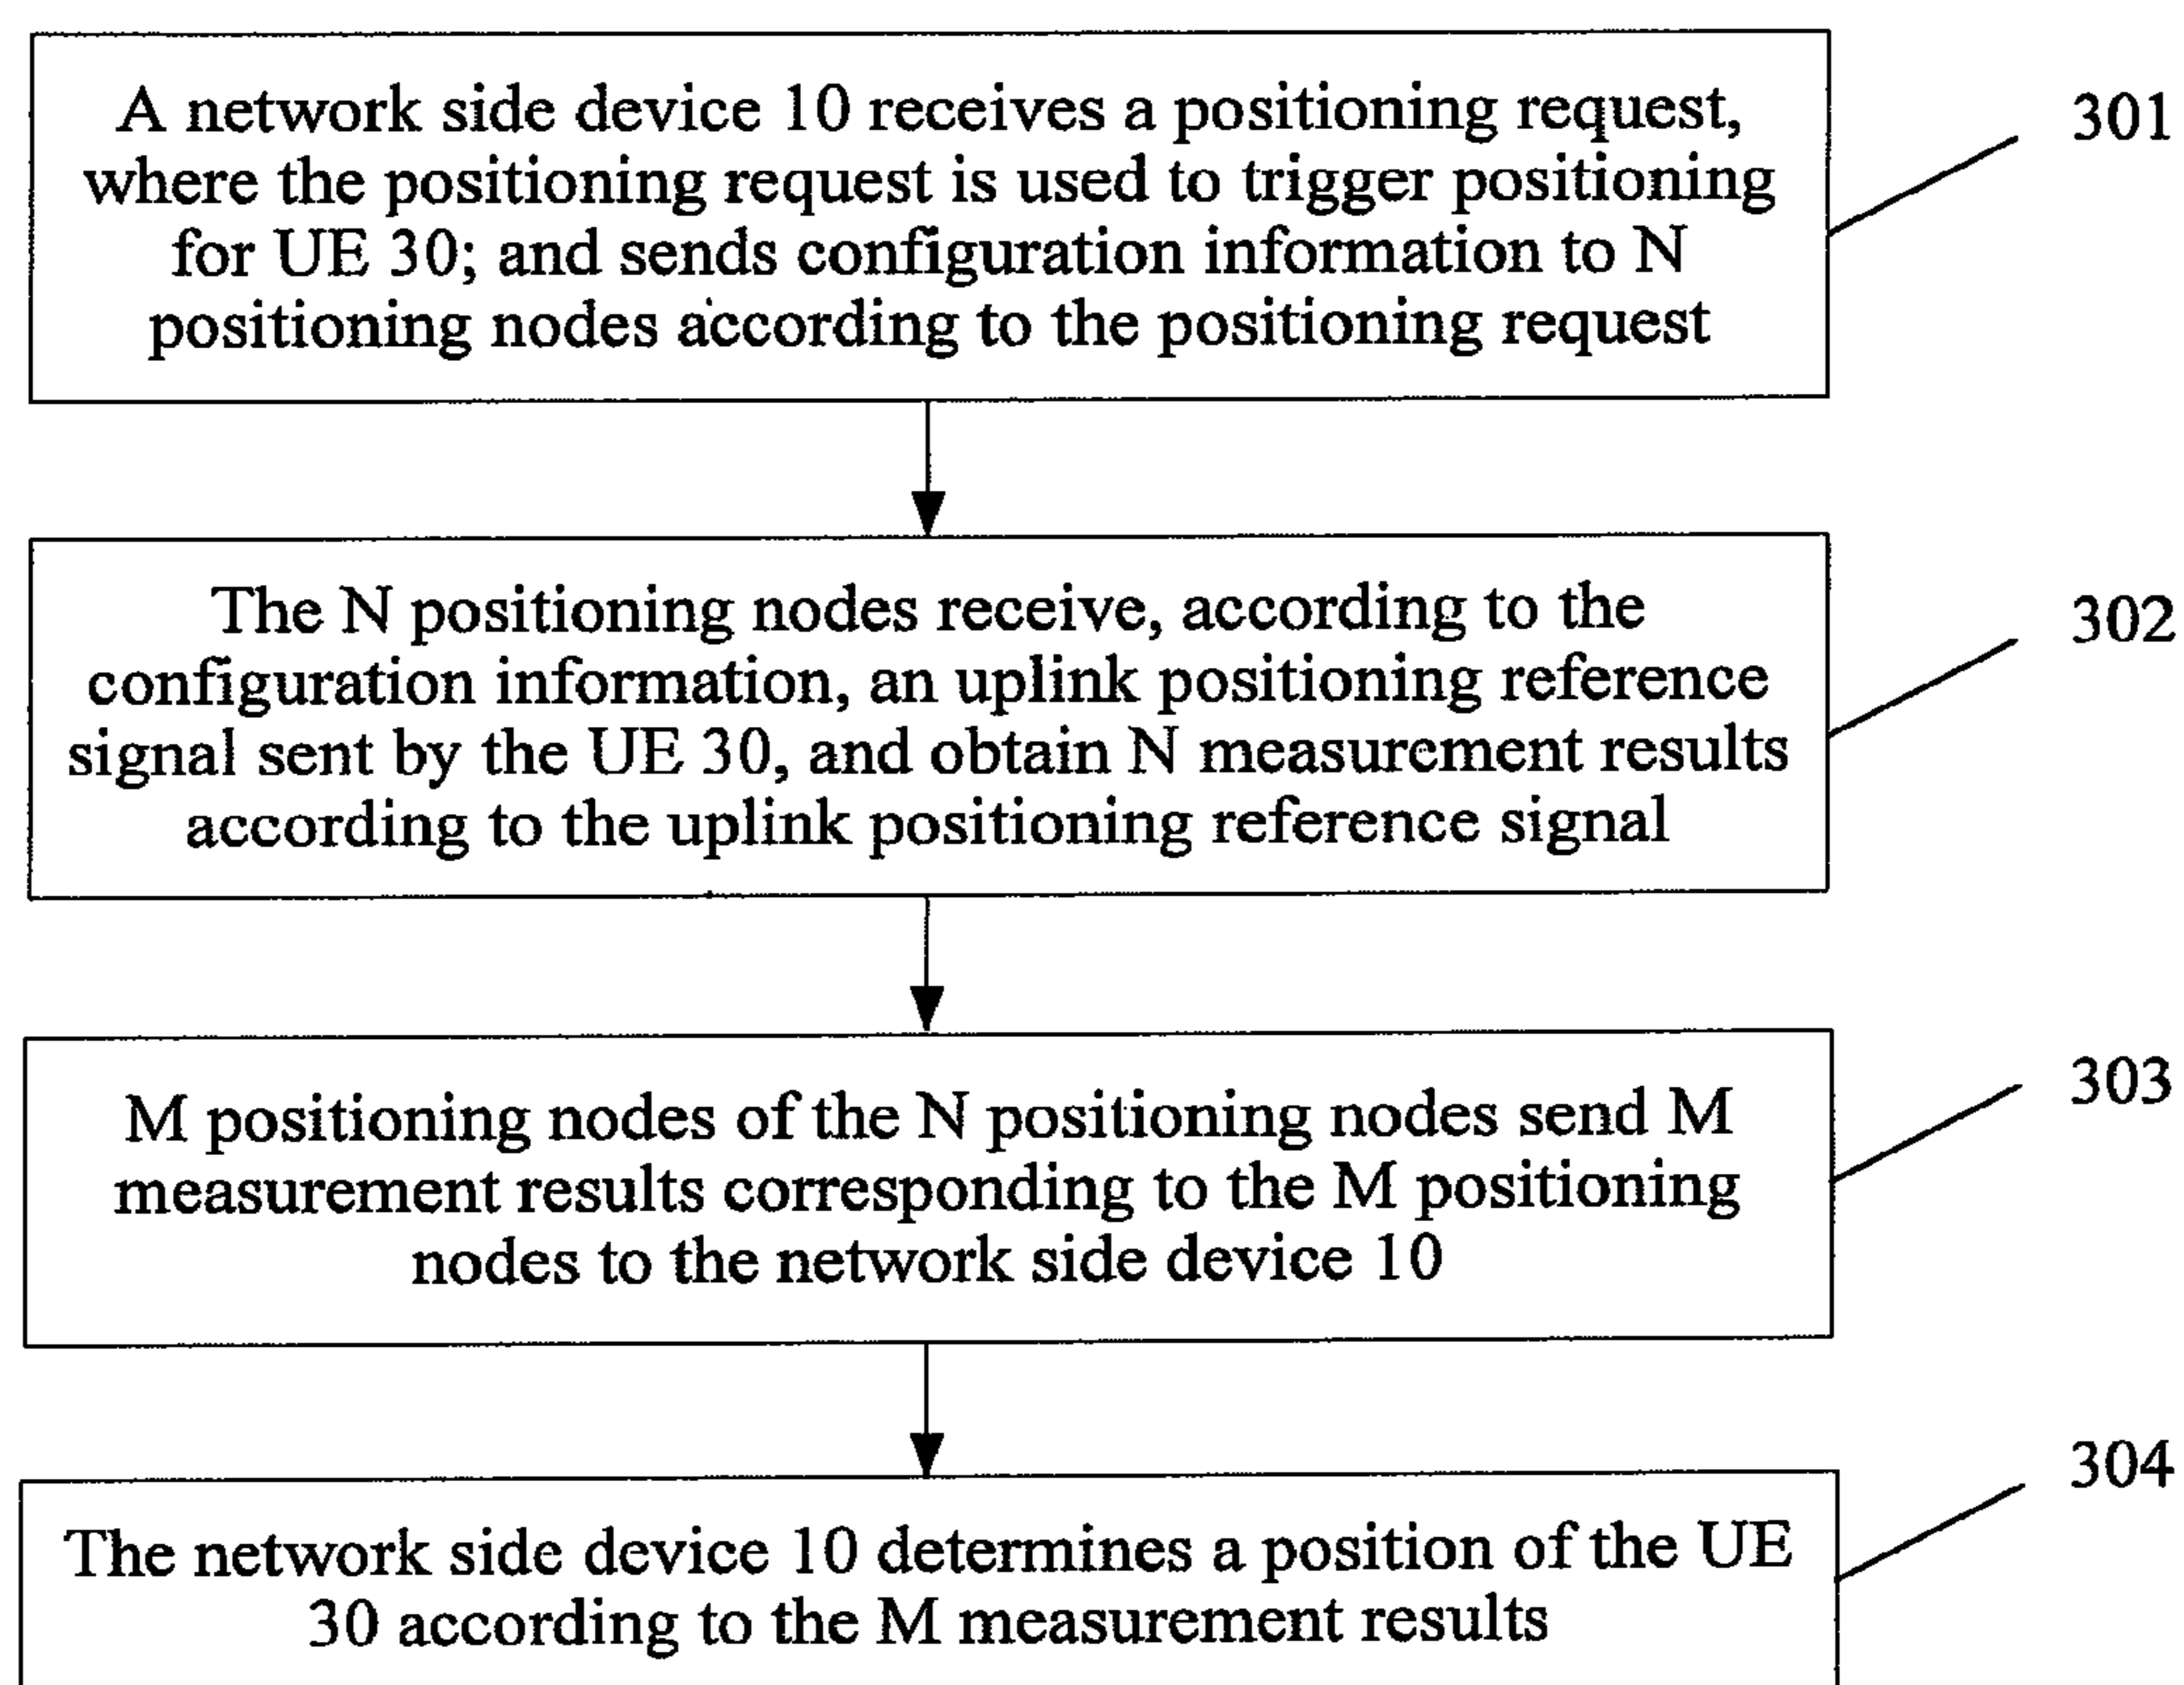 A network side device 10 receives a positioning request,
where the positioning request is used to trigger positioning
for UE 30; and sends configuration information to N
positioning nodes according to the positioning request
301
The N positioning nodes receive, according to the
configuration information, an uplink positioning reference
signal sent by the UE 30, and obtain N measurement results
according to the uplink positioning reference signal
302
M positioning nodes of the N positioning nodes send M
measurement results corresponding to the M positioning
nodes to the network side device 10
303
The network side device 10 determines a position of the UE
30 according to the M measurement results
304